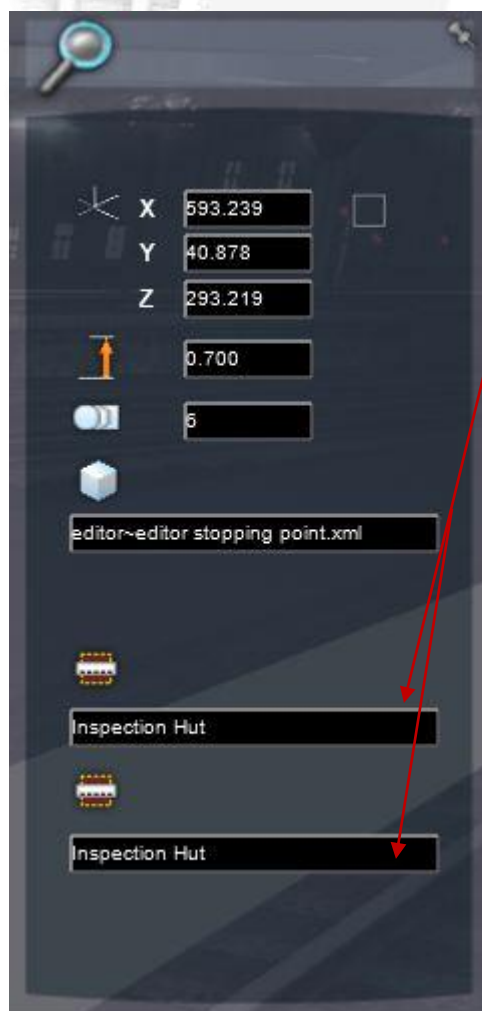 X 593.239
Y 40.878
Z 293.219
0.700
6
editor~editor stopping point.xml
Inspection Hut
Inspection Hut